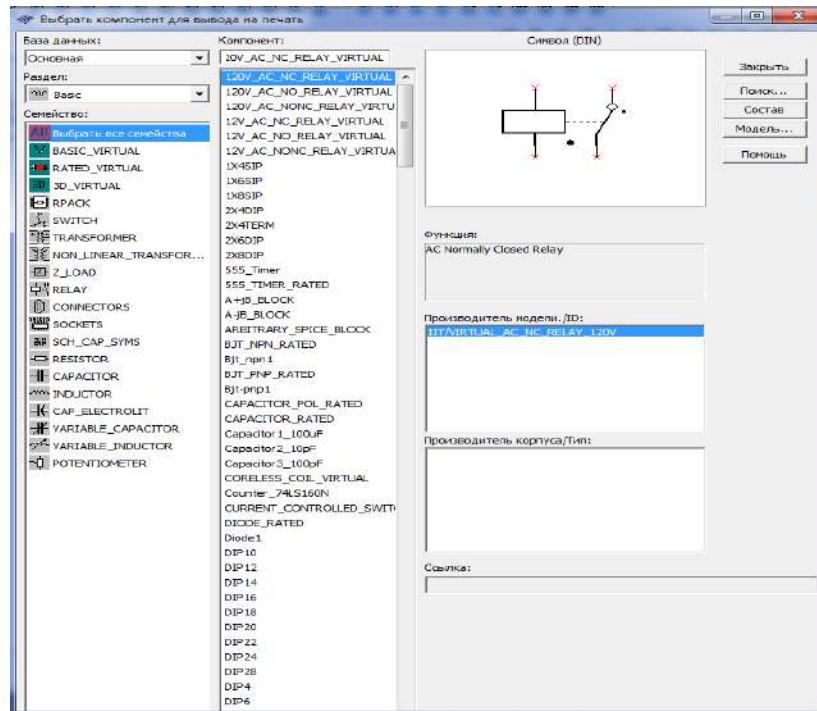 Выбрать компонент для вывода на печать
База данных:
Основная
Раздел:
Basic
Семейство:
Выбрать все семейства
BASIC_VIRTUAL
RATED_VIRTUAL
3D_VIRTUAL
RPACK
SWITCH
TRANSFORMER
NON_LINEAR_TRANSFOR...
Z_LOAD
RELAY
CONNECTORS
SOCKETS
SCH_CAP_SYMS
RESISTOR
CAPACITOR
INDUCTOR
CAP_ELECTROLIT
VARIABLE_CAPACITOR
VARIABLE_INDUCTOR
POTENTIOMETER
Компонент:
20V_AC_NC_RELAY_VIRTUAL
120V_AC_NC_RELAY_VIRTUAL
120V_AC_NO_RELAY_VIRTUAL
120V_AC_NONC_RELAY_VIRTU
12V_AC_NC_RELAY_VIRTUAL
12V_AC_NO_RELAY_VIRTUAL
12V_AC_NONC_RELAY_VIRTUA
1X4SIP
1X6SIP
1X8SIP
2X4DIP
2X4TERM
2X6DIP
2X8DIP
555_Timer
555_TIMER_RATED
A+jB_BLOCK
A-jB_BLOCK
ARBITRARY_SPICE_BLOCK
BJT_NPN_RATED
Bjt_npn1
BJT_PNP_RATED
Bjt-pnp1
CAPACITOR_POL_RATED
CAPACITOR_RATED
Capacitor1_100uF
Capacitor2_10pF
Capacitor3_100pF
CORELESS_COIL_VIRTUAL
Counter_74LS160N
CURRENT_CONTROLLED_SWIT
DIODE_RATED
Diode1
DIP10
DIP12
DIP14
DIP16
DIP18
DIP20
DIP22
DIP24
DIP28
DIP4
DIP6
Символ (DIN)
Функция:
AC Normally Closed Relay
Производитель модели./ID:
IIT/VIRTUAL_AC_NC_RELAY_120V
Производитель корпуса/Тип:
Ссылка:
Закрыть
Поиск...
Состав
Модель...
Помощь